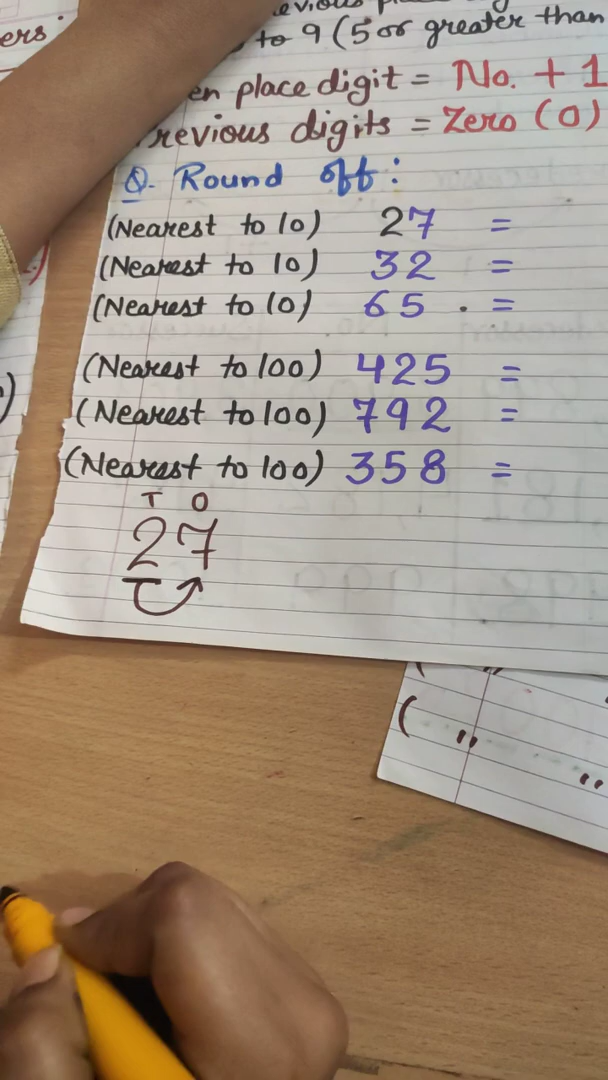 ers
to 9 (5 or greater than
en place digit = No. + 1
revious digits = Zero (0)
Q. Round off:
(Nearest to 10) 27 =
(Nearest to 10) 32 =
(Nearest to 10) 65 . =
(Nearest to 100) 425 =
(Nearest to 100) 792 =
(Nearest to 100) 358 =
T O
27